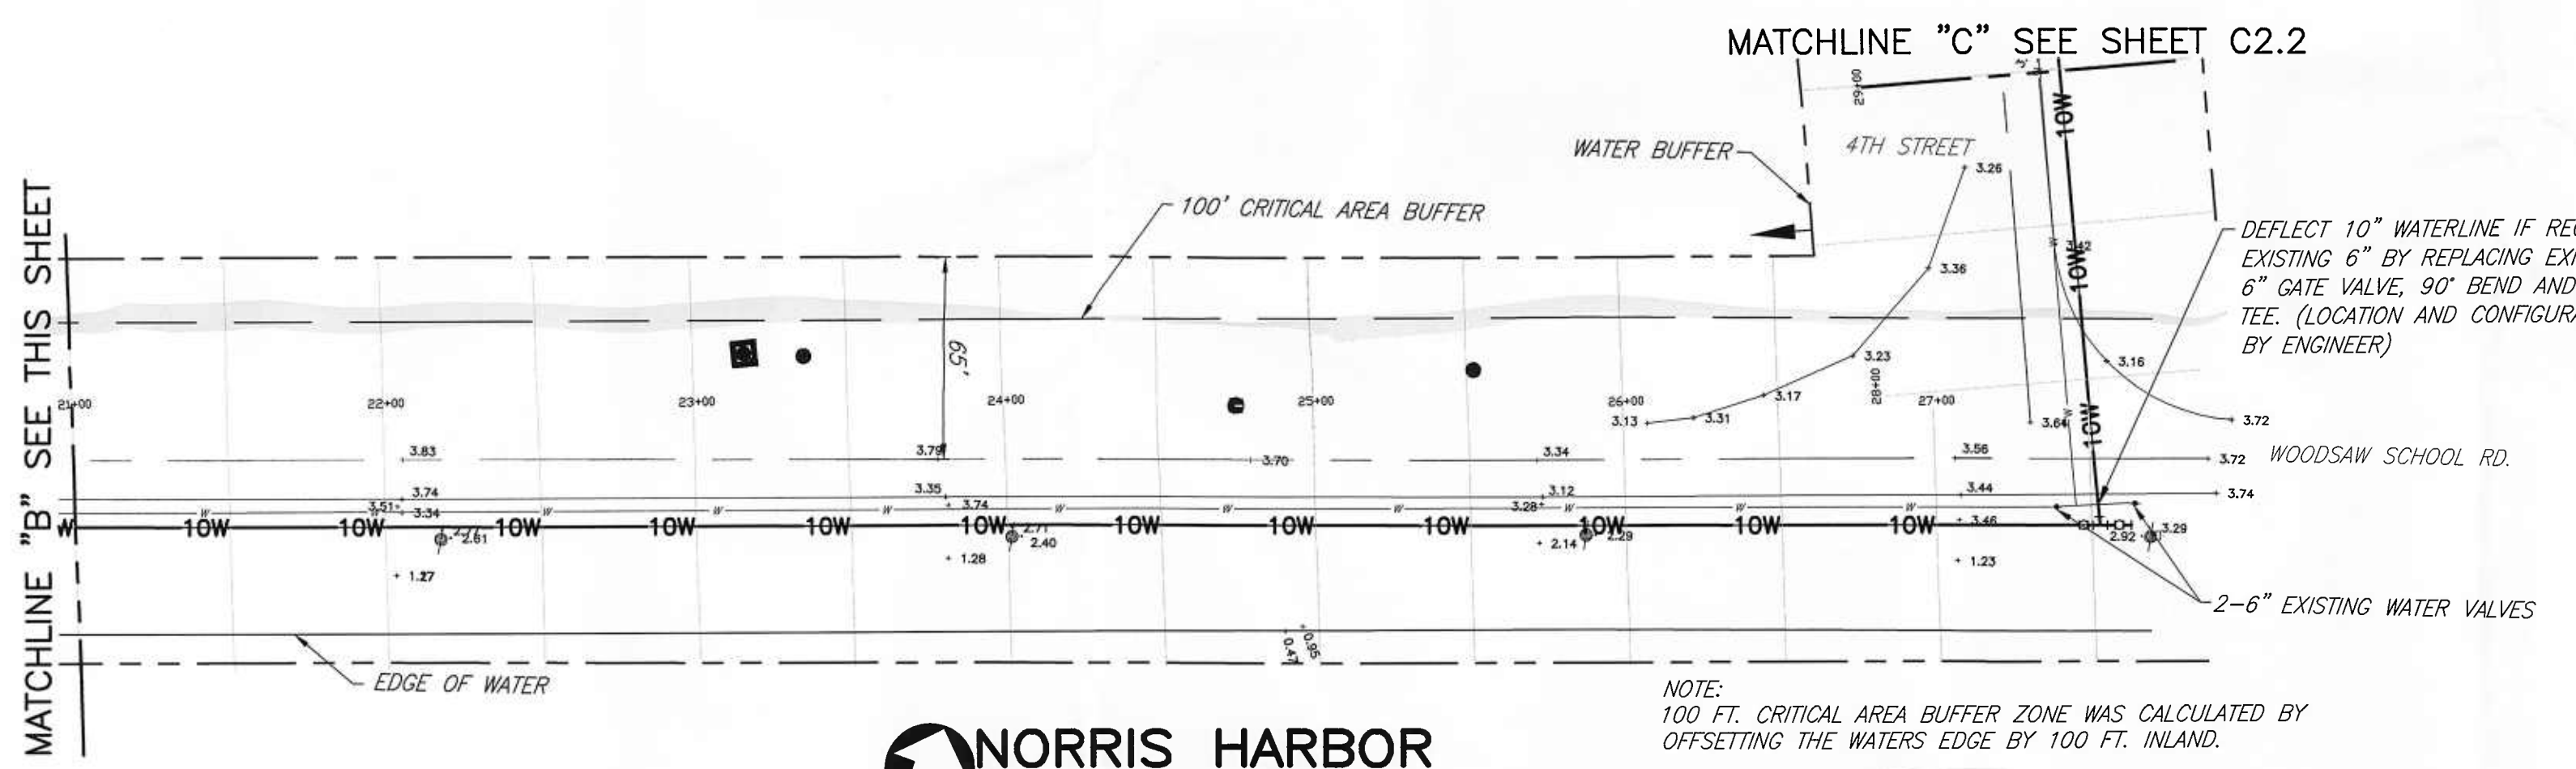 MATCHLINE "C" SEE SHEET C2.2
29+00
3'
10W
WATER BUFFER
4TH STREET
3.26
100' CRITICAL AREA BUFFER
DEFLECT 10" WATERLINE IF
EXISTING 6" BY REPLACING
6" GATE VALVE, 90° BEND AND
TEE. (LOCATION AND
BY ENGINEER)
W
10W
3.36
MATCHLINE "B" SEE THIS SHEET
65'
3.23
3.16
28+00
21+00
22+00
23+00
24+00
25+00
26+00
27+00
3.17
3.13
3.31
3.64
W
10W
3.72
3.83
3.79
3.70
3.34
3.56
3.72
WOODSAW SCHOOL RD.
3.74
3.35
3.12
3.44
3.74
3.51
3.34
W
W
3.74
W
W
W
W
3.28
W
W
W
W
10W
10W
10W
10W
10W
10W
10W
10W
10W
10W
10W
10W
3.46
2.61
2.71
2.40
2.14
2.29
2.92
3.29
1.27
1.28
1.23
2-6" EXISTING WATER VALVES
0.47
0.95
EDGE OF WATER
NOTE:
100 FT. CRITICAL AREA BUFFER ZONE WAS CALCULATED BY
OFFSETTING THE WATERS EDGE BY 100 FT. INLAND.
NORRIS HARBOR